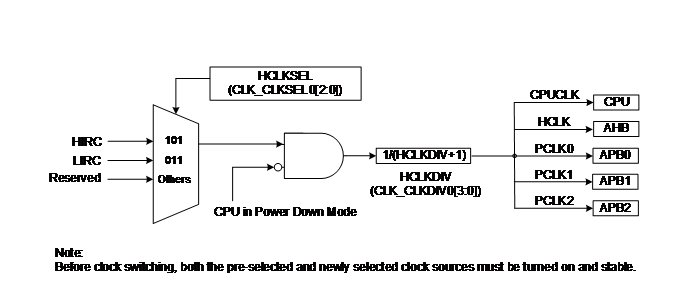 HCLKSEL
(CLK_CLKSEL0[2:0])
CPUCLK
CPU
HCLK
AHB
HIRC
101
LIRC
011
Reserved
Others
1/(HCLKDIV+1)
PCLK0
APB0
HCLKDIV
(CLK_CLKDIV0[3:0])
PCLK1
APB1
PCLK2
APB2
CPU in Power Down Mode
Note:
Before clock switching, both the pre-selected and newly selected clock sources must be turned on and stable.